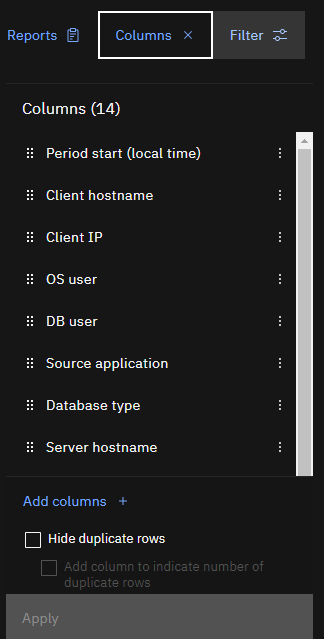 Reports
Columns
Filter
Columns (14)
Period start (local time)
Client hostname
Client IP
OS user
DB user
Source application
Database type
Server hostname
Add columns +
Hide duplicate rows
Add column to indicate number of
duplicate rows
Apply